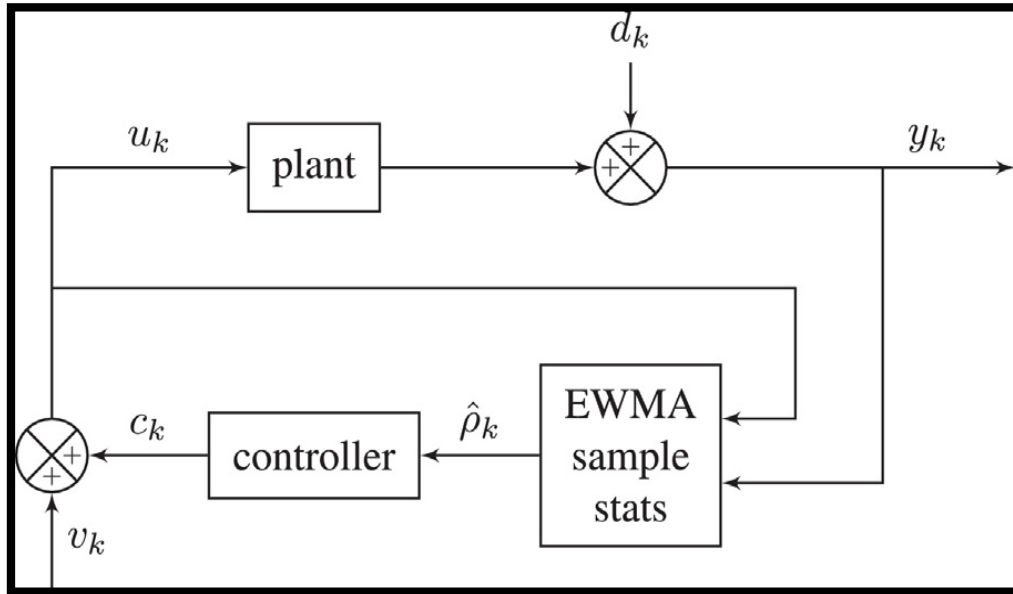 d_k
u_k
plant
+
+
y_k
EWMA
sample
stats
ρ̂_k
controller
c_k
+
+
v_k